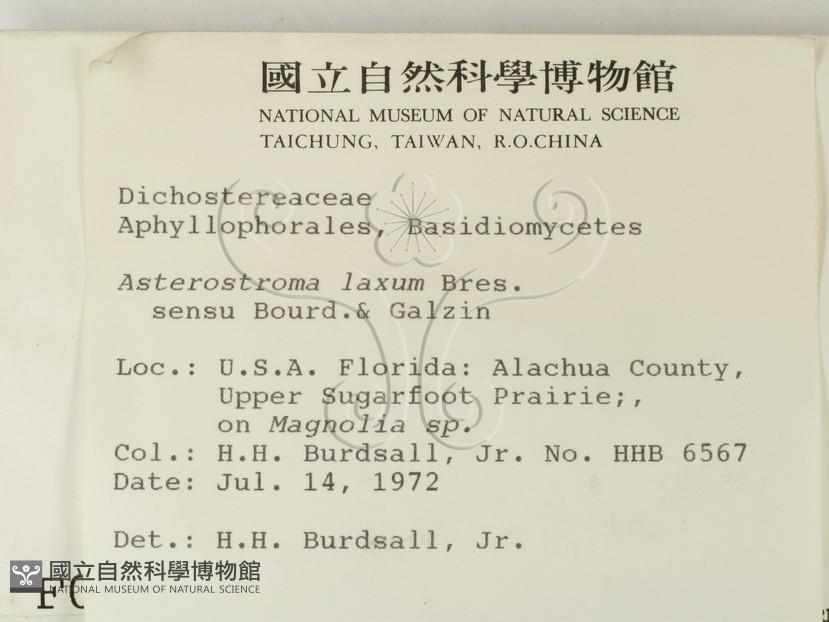 國立自然科學博物館
NATIONAL MUSEUM OF NATURAL SCIENCE
TAICHUNG, TAIWAN, R.O.CHINA
Dichostereaceae
Aphyllophorales, Basidiomycetes
Asterostroma laxum Bres.
sensu Bourd.& Galzin
Loc.: U.S.A. Florida: Alachua County,
Upper Sugarfoot Prairie;,
on Magnolia sp.
Col.: H.H. Burdsall, Jr. No. HHB 6567
Date: Jul. 14, 1972
Det.: H.H. Burdsall, Jr.
國立自然科學博物館
NATIONAL MUSEUM OF NATURAL SCIENCE